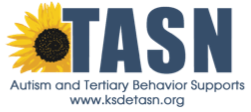 TASN
Autism and Tertiary Behavior Supports
www.ksdetasn.org